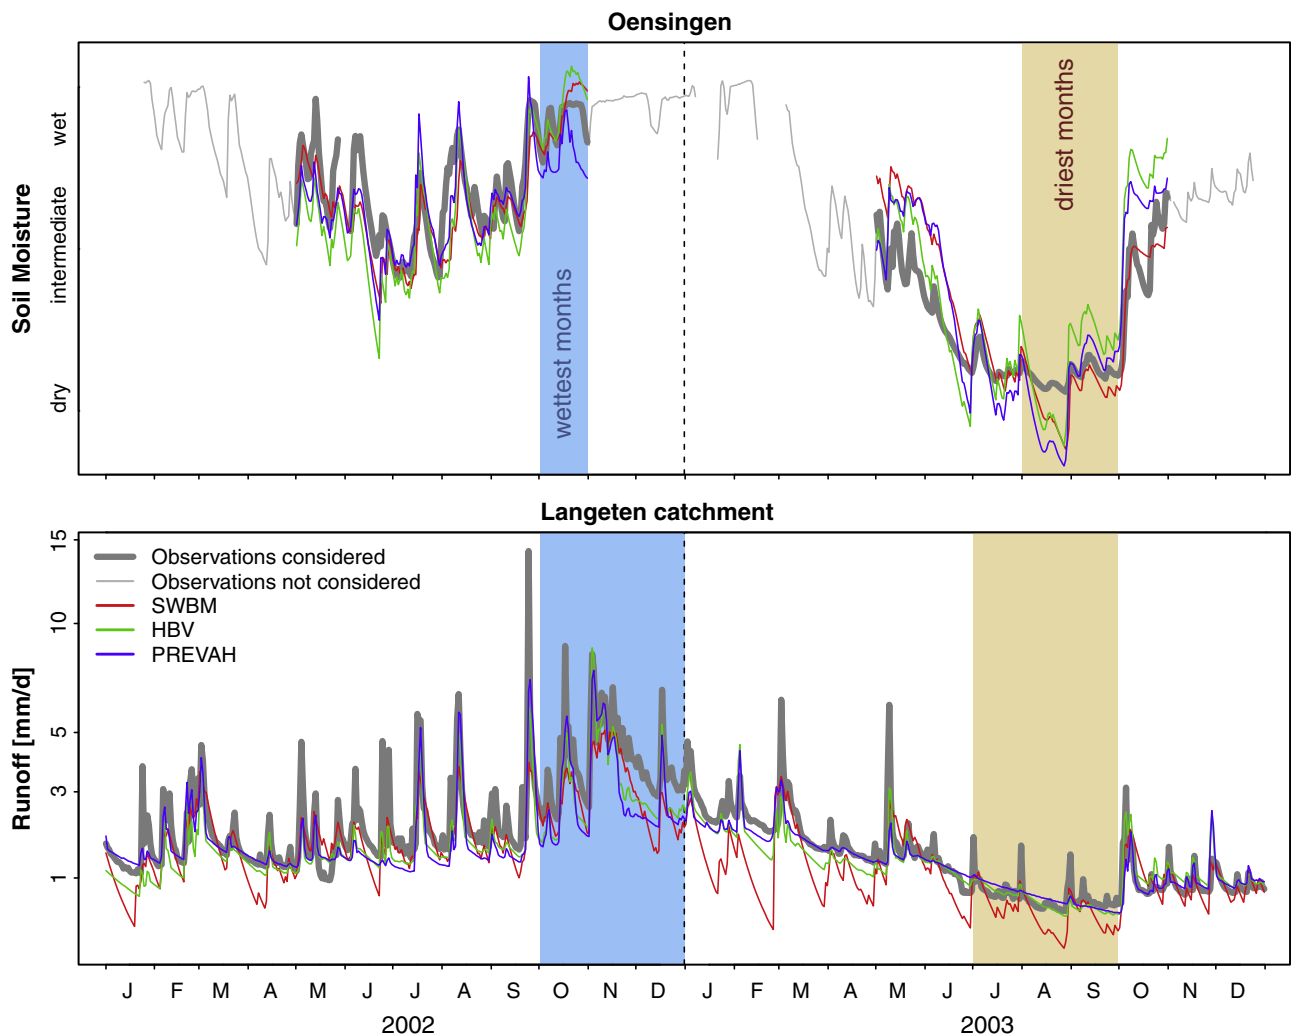 Oensingen
Soil Moisture
wet
intermediate
dry
wettest months
driest months
Langeten catchment
Runoff [mm/d]
15
10
5
3
1
Observations considered
Observations not considered
SWBM
HBV
PREVAH
J F M A M J J A S O N D J F M A M J J A S O N D
2002 2003